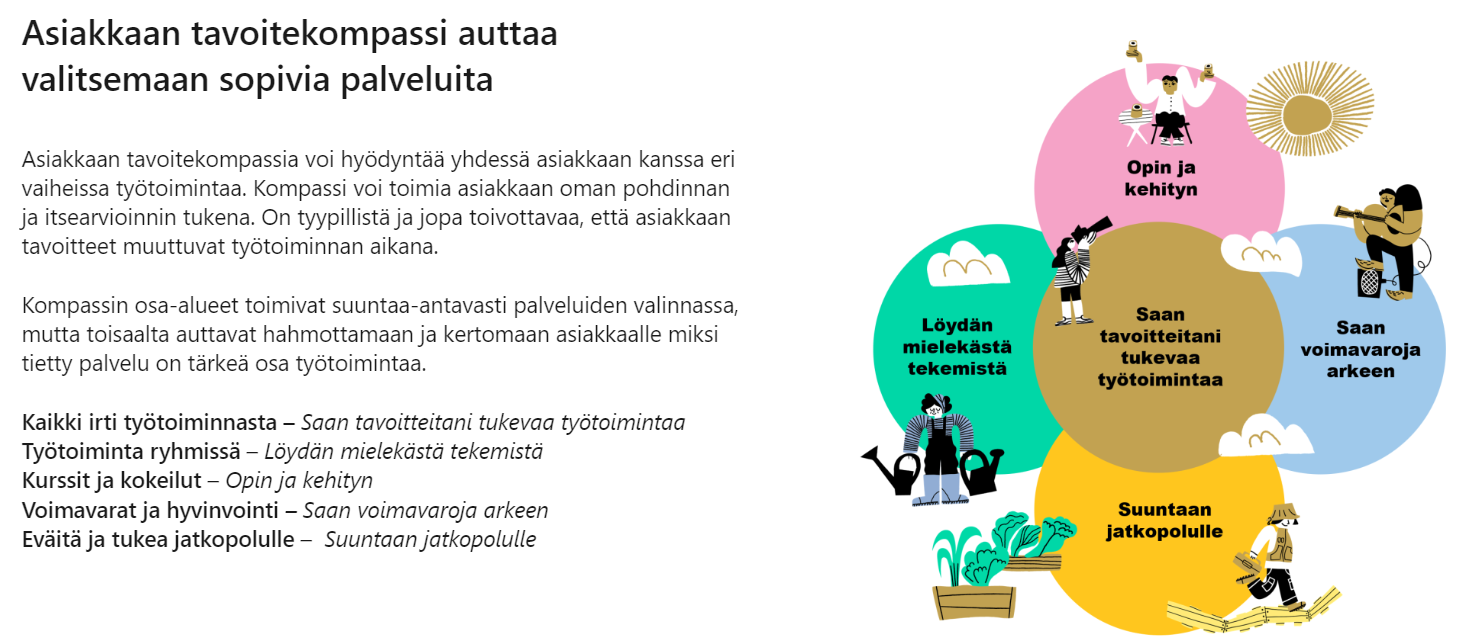 Asiakkaan tavoitekompassi auttaa
valitsemaan sopivia palveluita
Asiakkaan tavoitekompassia voi hyödyntää yhdessä asiakkaan kanssa eri
vaiheissa työtoimintaa. Kompassi voi toimia asiakkaan oman pohdinnan
ja itsearvioinnin tukena. On tyypillistä ja jopa toivottavaa, että asiakkaan
tavoitteet muuttuvat työtoiminnan aikana.
Kompassin osa-alueet toimivat suuntaa-antavasti palveluiden valinnassa,
mutta toisaalta auttavat hahmottamaan ja kertomaan asiakkaalle miksi
tietty palvelu on tärkeä osa työtoimintaa.
Kaikki irti työtoiminnasta – Saan tavoitteitani tukevaa työtoimintaa
Työtoiminta ryhmissä – Löydän mielekästä tekemistä
Kurssit ja kokeilut – Opin ja kehityn
Voimavarat ja hyvinvointi – Saan voimavaroja arkeen
Eväitä ja tukea jatkopolulle – Suuntaan jatkopolulle
Opin ja
kehityn
Löydän
mielekästä
tekemistä
Saan
tavoitteitani
tukevaa
työtoimintaa
Saan
voimavaroja
arkeen
Suuntaan
jatkopolulle